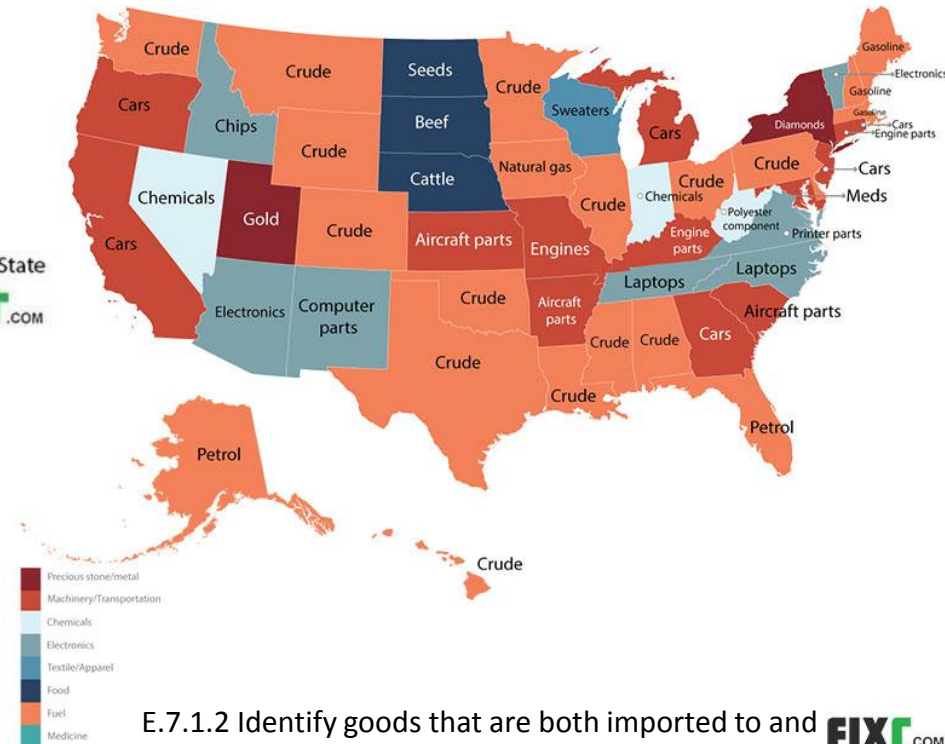 Crude
Crude
Seeds
Crude
Gasoline
Electronics
Cars
Chips
Beef
Sweaters
Cars
Gasoline
Gasoline
Diamonds
Cars
Engine parts
Crude
Cattle
Natural gas
Crude
Cars
Chemicals
Gold
Crude
Crude
Chemicals
Crude
Meds
Cars
Aircraft parts
Engines
Engine
parts
Polyester
component
Printer parts
State
.COM
Electronics
Computer
parts
Crude
Aircraft
parts
Laptops
Laptops
Aircraft parts
Crude
Crude
Crude
Cars
Crude
Petrol
Petrol
Crude
Precious stone/metal
Machinery/Transportation
Chemicals
Electronics
Textile/Apparel
Food
Fuel
Medicine
E.7.1.2 Identify goods that are both imported to and
FIXr.COM